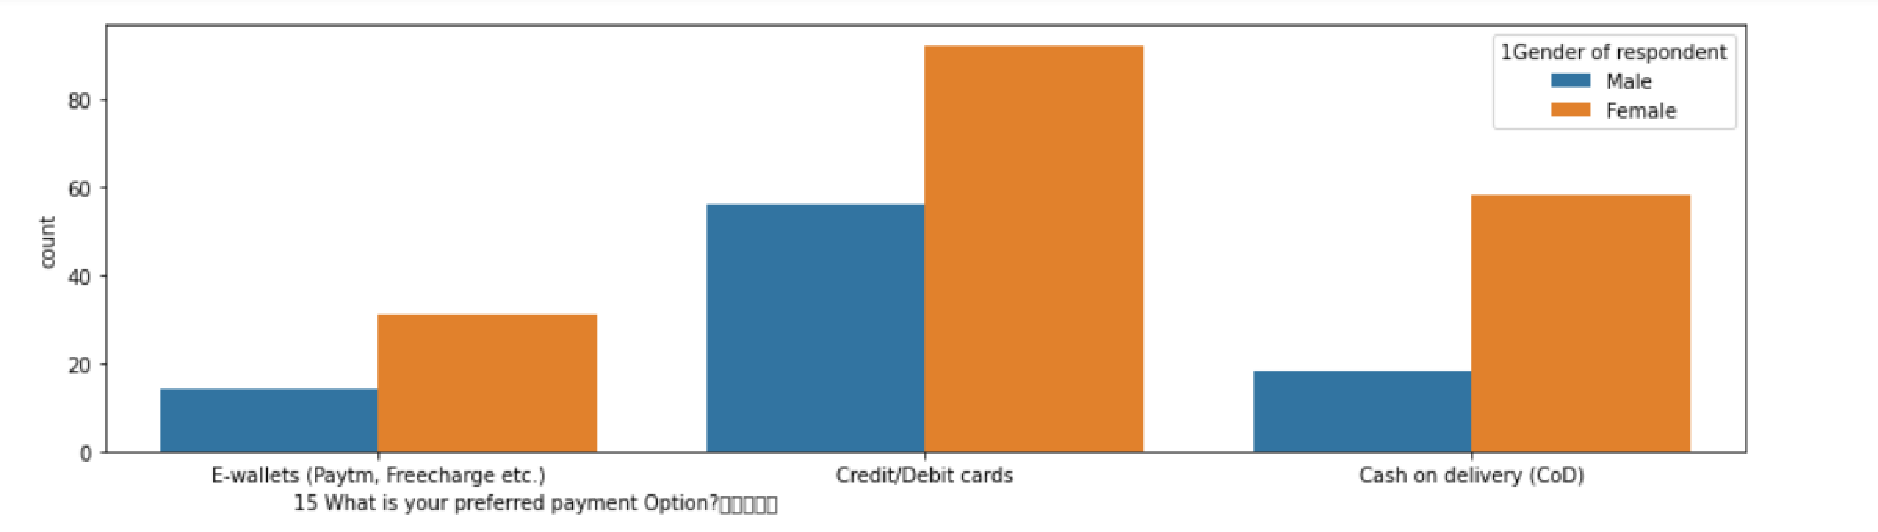 1Gender of respondent
Male
Female
80
60
40
20
0
count
E-wallets (Paytm, Freecharge etc.)
Credit/Debit cards
Cash on delivery (CoD)
15 What is your preferred payment Option?▯▯▯▯▯